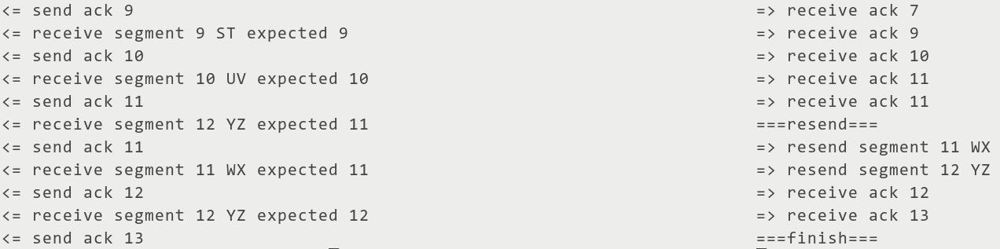 <= send ack 9
<= receive segment 9 ST expected 9
<= send ack 10
<= receive segment 10 UV expected 10
<= send ack 11
<= receive segment 12 YZ expected 11
<= send ack 11
<= receive segment 11 WX expected 11
<= send ack 12
<= receive segment 12 YZ expected 12
<= send ack 13
=> receive ack 7
=> receive ack 9
=> receive ack 10
=> receive ack 11
=> receive ack 11
===resend===
=> resend segment 11 WX
=> resend segment 12 YZ
=> receive ack 12
=> receive ack 13
===finish===